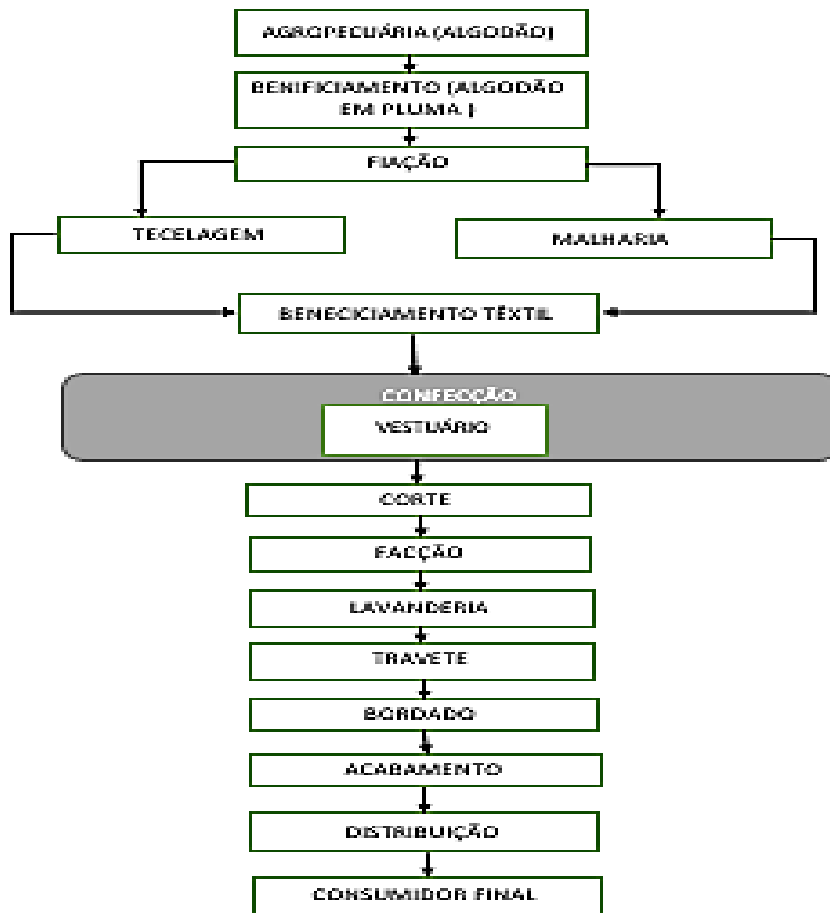 AGROPECUÁRIA (ALGODÃO)
BENIFICIAMENTO (ALGODÃO
EM PLUMA )
FIAÇÃO
TECELAGEM
MALHARIA
BENECICIAMENTO TÊXTIL
CONFECÇÃO
VESTUÁRIO
CORTE
FACÇÃO
LAVANDERIA
TRAVETE
BORDADO
ACABAMENTO
DISTRIBUIÇÃO
CONSUMIDOR FINAL